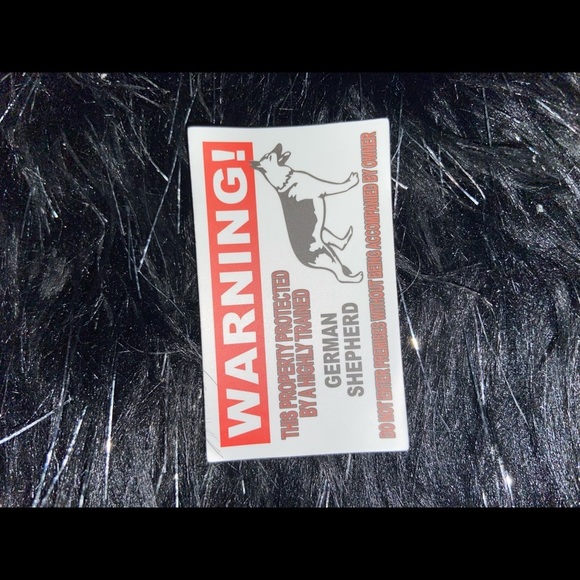 WARNING!
THIS PROPERTY PROTECTED
BY A HIGHLY TRAINED
GERMAN
SHEPHERD
DO NOT ENTER PREMISES WITHOUT BEING ACCOMPANIED BY OWNER